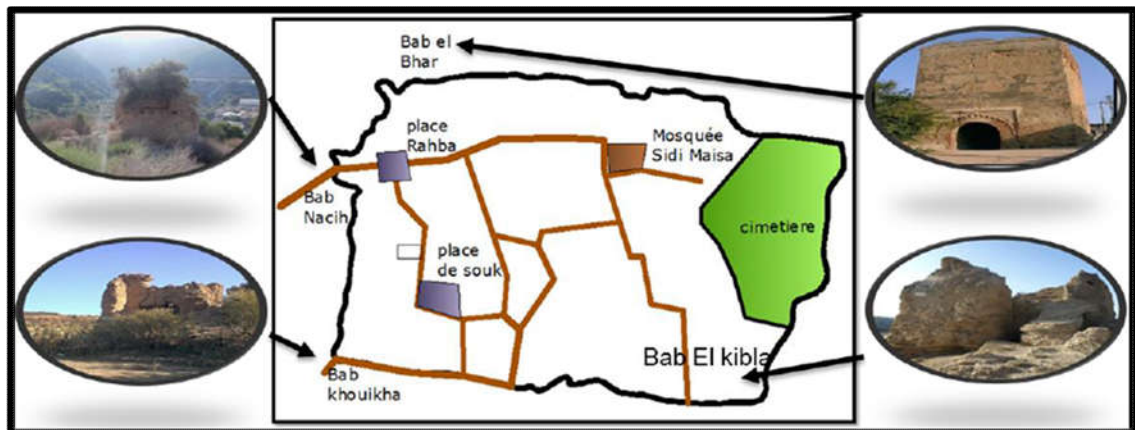 Bab el
Bhar
place
Rahba
Mosquée
Sidi Maisa
Bab
Nacih
cimetiere
place
de souk
Bab El kibla
Bab
khouikha